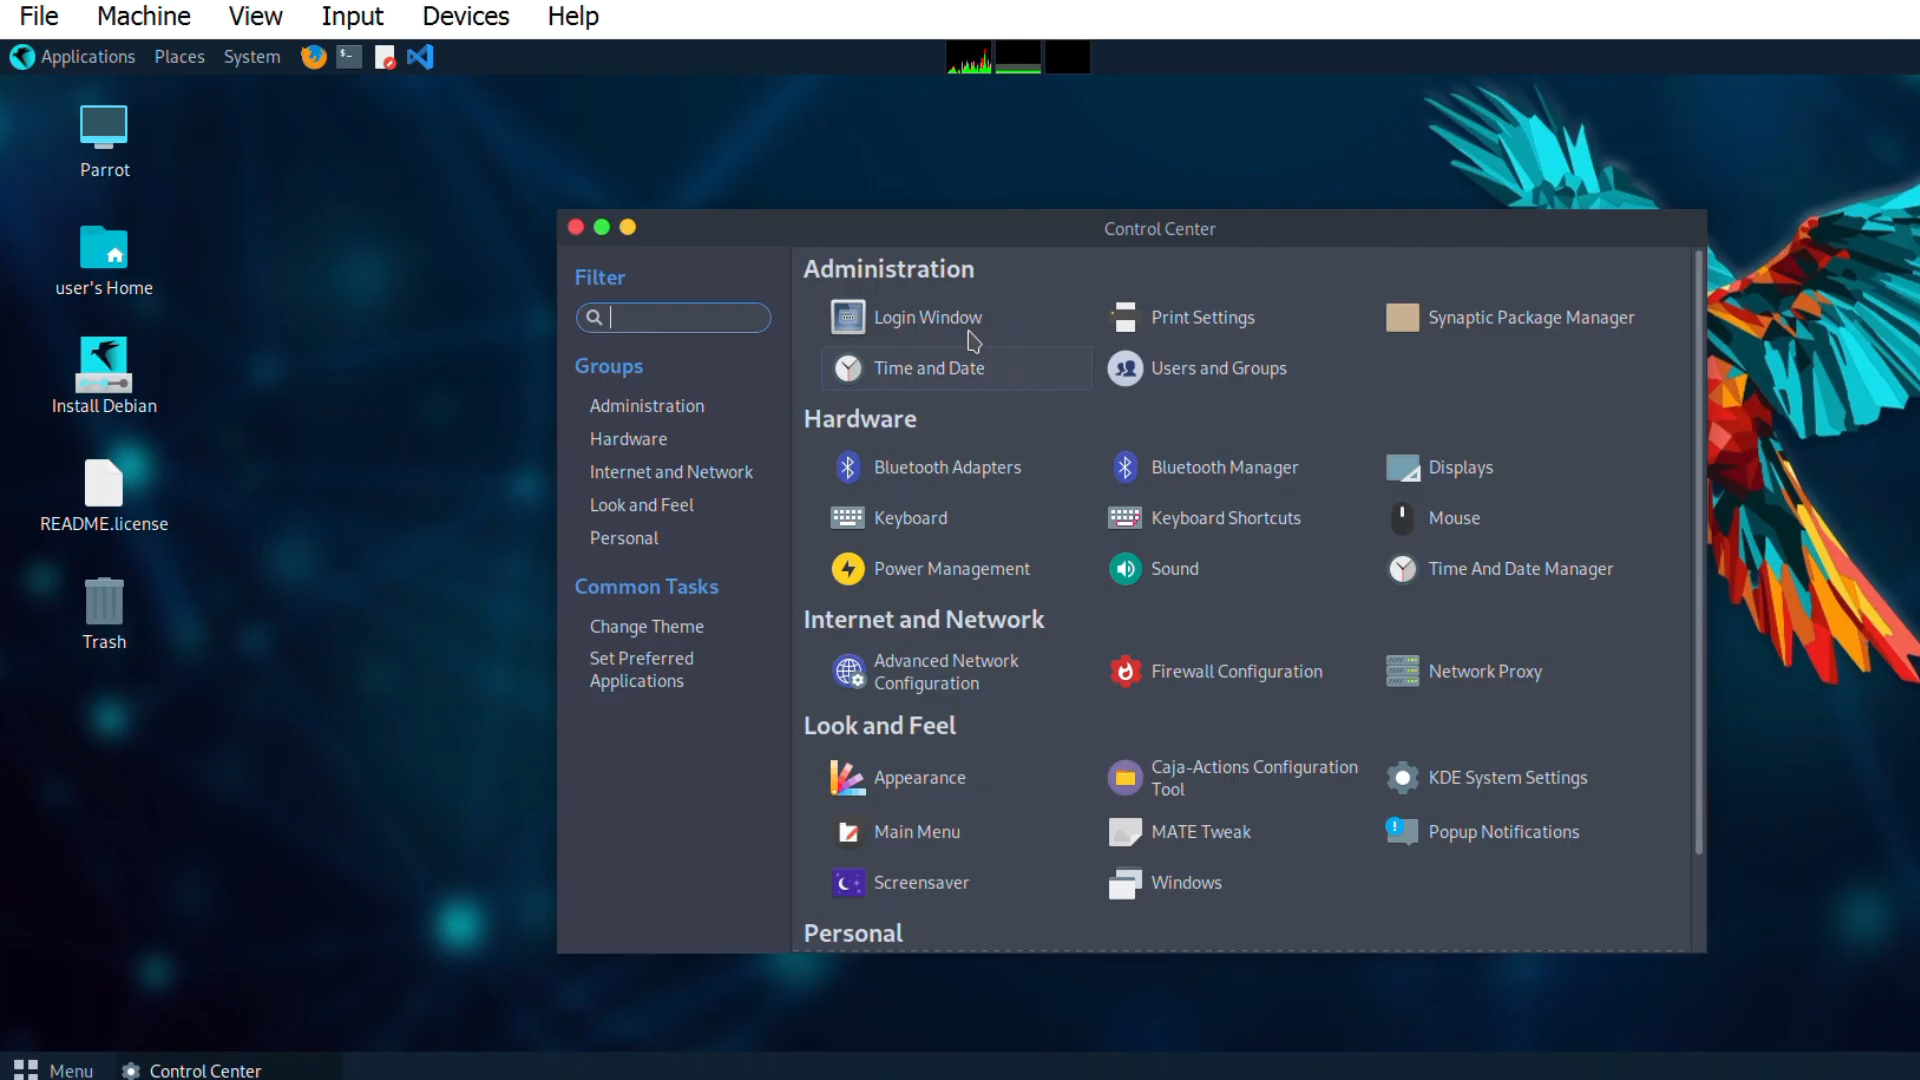 File Machine View Input Devices Help
Applications Places System
Parrot
user's Home
Install Debian
README.license
Trash
Control Center
Filter
Groups
Administration
Hardware
Internet and Network
Look and Feel
Personal
Common Tasks
Change Theme
Set Preferred
Applications
Administration
Login Window Print Settings Synaptic Package Manager
Time and Date Users and Groups
Hardware
Bluetooth Adapters Bluetooth Manager Displays
Keyboard Keyboard Shortcuts Mouse
Power Management Sound Time And Date Manager
Internet and Network
Advanced Network
Configuration
Firewall Configuration Network Proxy
Look and Feel
Appearance
Caja-Actions Configuration
Tool
KDE System Settings
Main Menu MATE Tweak Popup Notifications
Screensaver Windows
Personal
Menu Control Center